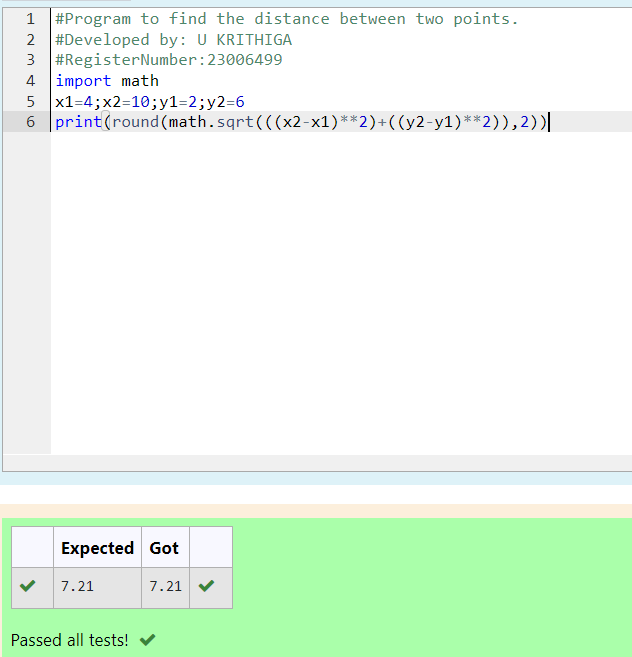 1 #Program to find the distance between two points.
2 #Developed by: U KRITHIGA
3 #RegisterNumber:23006499
4 import math
5 x1=4;x2=10;y1=2;y2=6
6 print(round(math.sqrt(((x2-x1)**2)+((y2-y1)**2)),2))
Expected Got
7.21 7.21
Passed all tests!